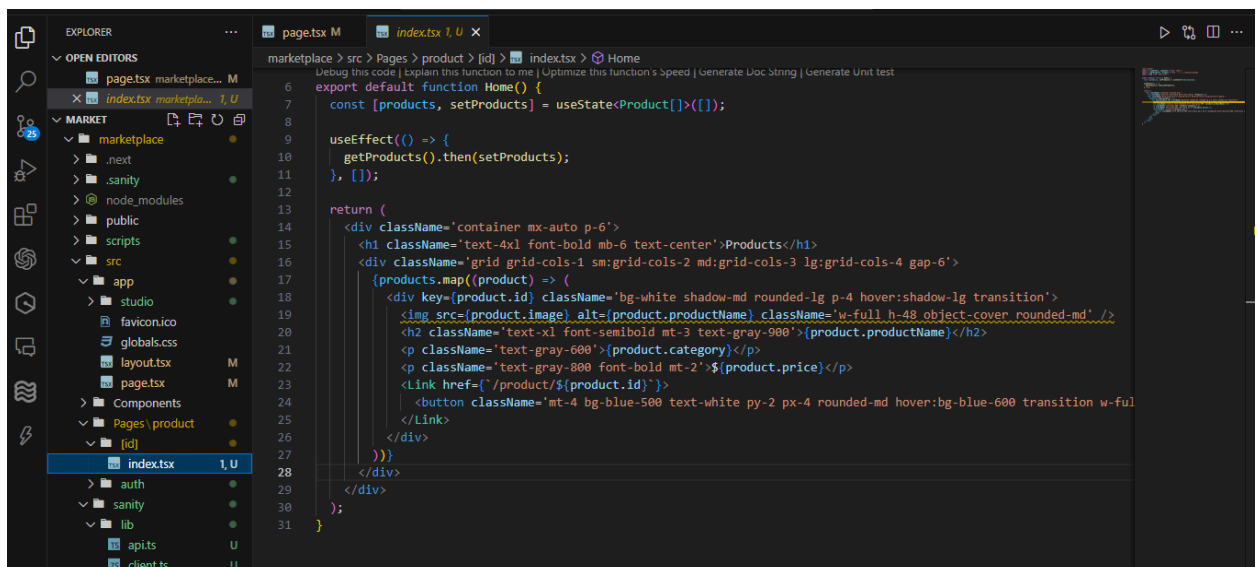 EXPLORER
OPEN EDITORS
page.tsx marketplace... M
index.tsx marketpla... 1, U
MARKET
marketplace
.next
.sanity
node_modules
public
scripts
src
app
studio
favicon.ico
globals.css
layout.tsx M
page.tsx M
Components
Pages\product
[id]
index.tsx 1, U
auth
sanity
lib
api.ts U
client.ts U
25
page.tsx M
index.tsx 1, U
marketplace > src > Pages > product > [id] > index.tsx > Home
Debug this code | Explain this function to me | Optimize this function's Speed | Generate Doc String | Generate Unit test
6 export default function Home() {
7 const [products, setProducts] = useState<Product[]>([]);
8
9 useEffect(() => {
10 getProducts().then(setProducts);
11 }, []);
12
13 return (
14 <div className='container mx-auto p-6'>
15 <h1 className='text-4xl font-bold mb-6 text-center'>Products</h1>
16 <div className='grid grid-cols-1 sm:grid-cols-2 md:grid-cols-3 lg:grid-cols-4 gap-6'>
17 {products.map((product) => (
18 <div key={product.id} className='bg-white shadow-md rounded-lg p-4 hover:shadow-lg transition'>
19 <img src={product.image} alt={product.productName} className='w-full h-48 object-cover rounded-md' />
20 <h2 className='text-xl font-semibold mt-3 text-gray-900'>{product.productName}</h2>
21 <p className='text-gray-600'>{product.category}</p>
22 <p className='text-gray-800 font-bold mt-2'>${product.price}</p>
23 <Link href={`/product/${product.id}`}>
24 <button className='mt-4 bg-blue-500 text-white py-2 px-4 rounded-md hover:bg-blue-600 transition w-ful
25 </Link>
26 </div>
27 ))}
28 </div>
29 </div>
30 );
31 }